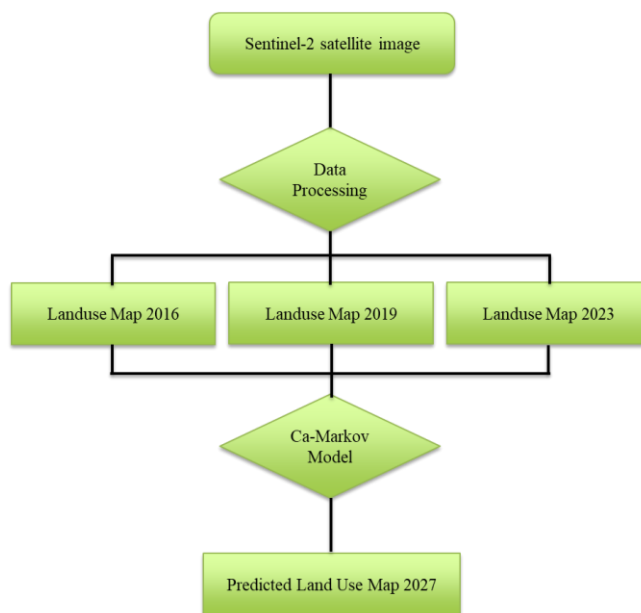 Sentinel-2 satellite image
Data
Processing
Landuse Map 2016
Landuse Map 2019
Landuse Map 2023
Ca-Markov
Model
Predicted Land Use Map 2027